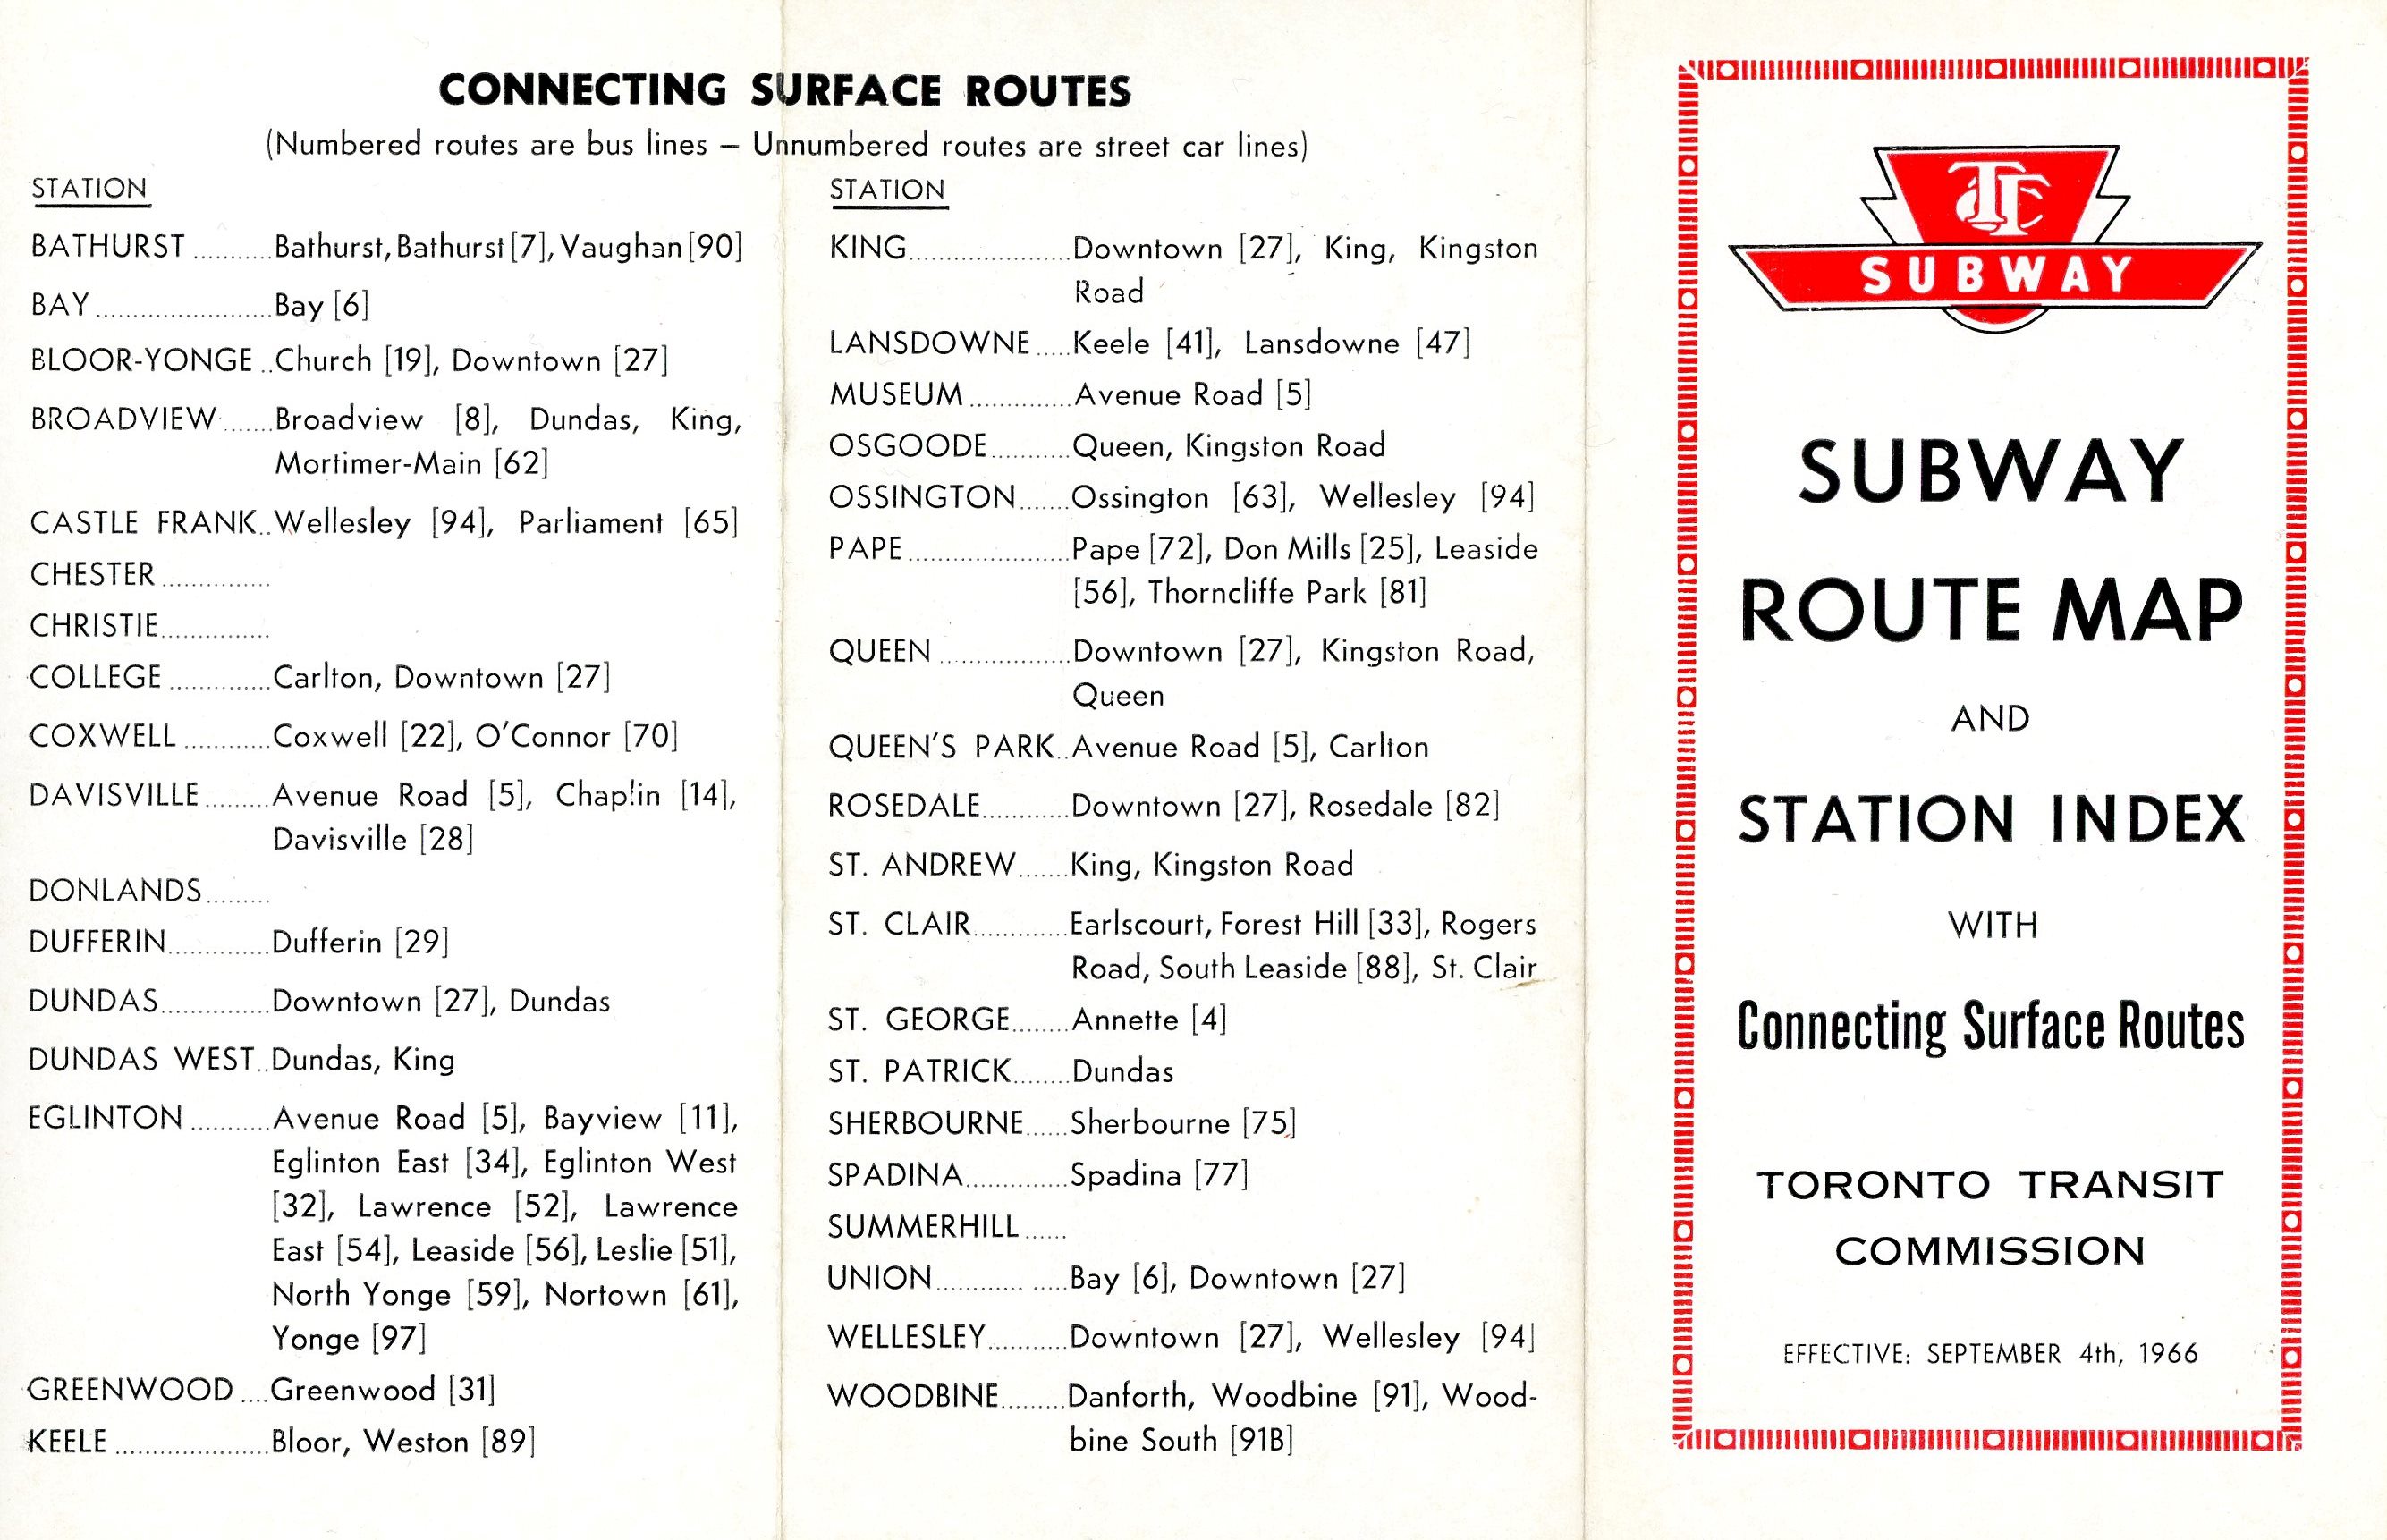 CONNECTING SURFACE ROUTES
(Numbered routes are bus lines – Unnumbered routes are street car lines)
STATION
BATHURST ...........Bathurst, Bathurst [7], Vaughan [90]
BAY ........................Bay [6]
BLOOR-YONGE ..Church [19], Downtown [27]
BROADVIEW .......Broadview [8], Dundas, King,
Mortimer-Main [62]
CASTLE FRANK..Wellesley [94], Parliament [65]
CHESTER ...............
CHRISTIE...............
COLLEGE ..............Carlton, Downtown [27]
COXWELL ............Coxwell [22], O'Connor [70]
DAVISVILLE .........Avenue Road [5], Chaplin [14],
Davisville [28]
DONLANDS .........
DUFFERIN..............Dufferin [29]
DUNDAS...............Downtown [27], Dundas
DUNDAS WEST..Dundas, King
EGLINTON ...........Avenue Road [5], Bayview [11],
Eglinton East [34], Eglinton West
[32], Lawrence [52], Lawrence
East [54], Leaside [56], Leslie [51],
North Yonge [59], Nortown [61],
Yonge [97]
GREENWOOD ....Greenwood [31]
KEELE .....................Bloor, Weston [89]
STATION
KING......................Downtown [27], King, Kingston
Road
LANSDOWNE .....Keele [41], Lansdowne [47]
MUSEUM ..............Avenue Road [5]
OSGOODE...........Queen, Kingston Road
OSSINGTON.......Ossington [63], Wellesley [94]
PAPE ......................Pape [72], Don Mills [25], Leaside
[56], Thorncliffe Park [81]
QUEEN ..................Downtown [27], Kingston Road,
Queen
QUEEN'S PARK..Avenue Road [5], Carlton
ROSEDALE............Downtown [27], Rosedale [82]
ST. ANDREW.......King, Kingston Road
ST. CLAIR.............Earlscourt, Forest Hill [33], Rogers
Road, South Leaside [88], St. Clair
ST. GEORGE........Annette [4]
ST. PATRICK........Dundas
SHERBOURNE......Sherbourne [75]
SPADINA..............Spadina [77]
SUMMERHILL ......
UNION............ .....Bay [6], Downtown [27]
WELLESLEY...........Downtown [27], Wellesley [94]
WOODBINE.........Danforth, Woodbine [91], Wood-
bine South [91B]
TTC
SUBWAY
SUBWAY
ROUTE MAP
AND
STATION INDEX
WITH
Connecting Surface Routes
TORONTO TRANSIT
COMMISSION
EFFECTIVE: SEPTEMBER 4th, 1966